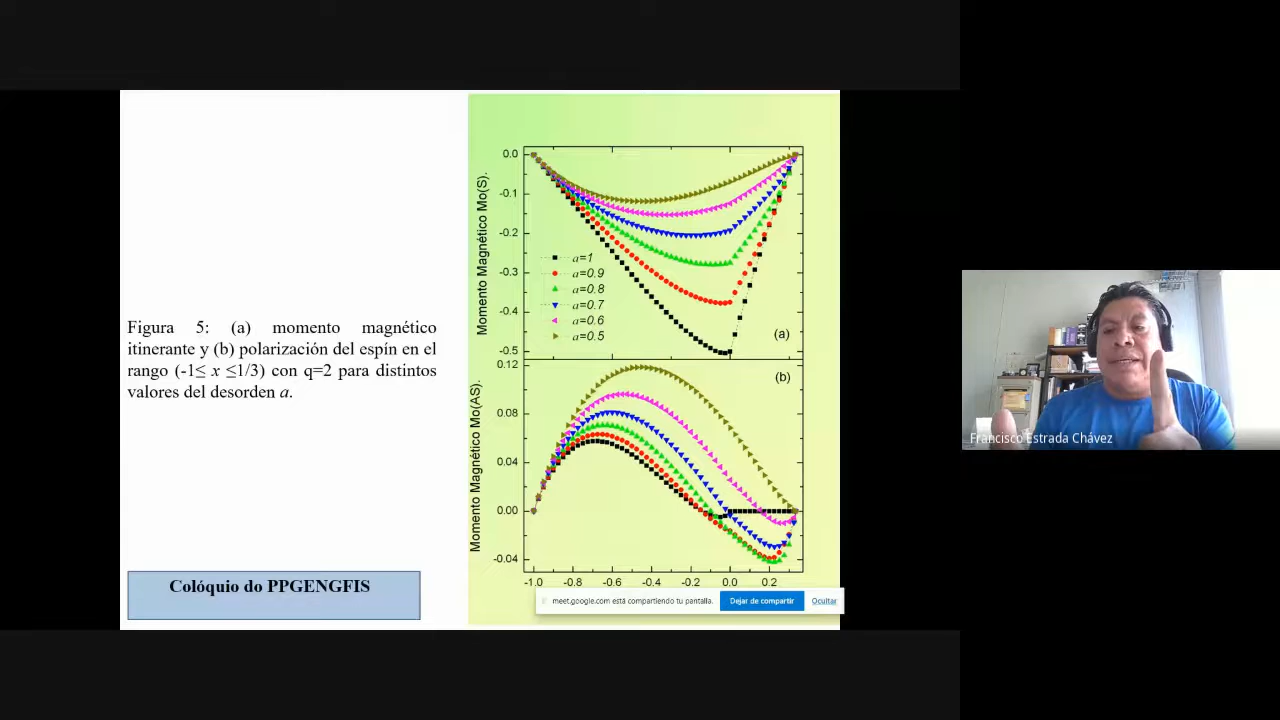 Figura 5: (a) momento magnético
itinerante y (b) polarización del espín en el
rango (-1≤ x ≤1/3) con q=2 para distintos
valores del desorden a.
Colóquio do PPGENGFIS
Momento Magnético Mo(S).
0.0
-0.1
-0.2
-0.3
-0.4
-0.5
a=1
a=0.9
a=0.8
a=0.7
a=0.6
a=0.5
(a)
Momento Magnético Mo(AS).
0.12
0.08
0.04
0.00
-0.04
(b)
-1.0 -0.8 -0.6 -0.4 -0.2 0.0 0.2
meet.google.com está compartiendo tu pantalla. Dejar de compartir Ocultar
Francisco Estrada Chávez